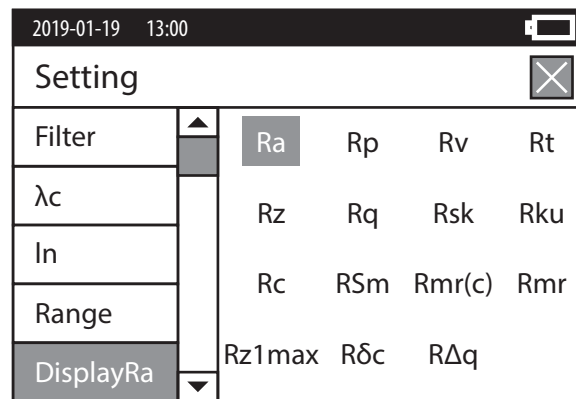 2019-01-19 13:00
Setting
Filter
λc
ln
Range
DisplayRa
Ra Rp Rv Rt
Rz Rq Rsk Rku
Rc RSm Rmr(c) Rmr
Rz1max Rδc RΔq